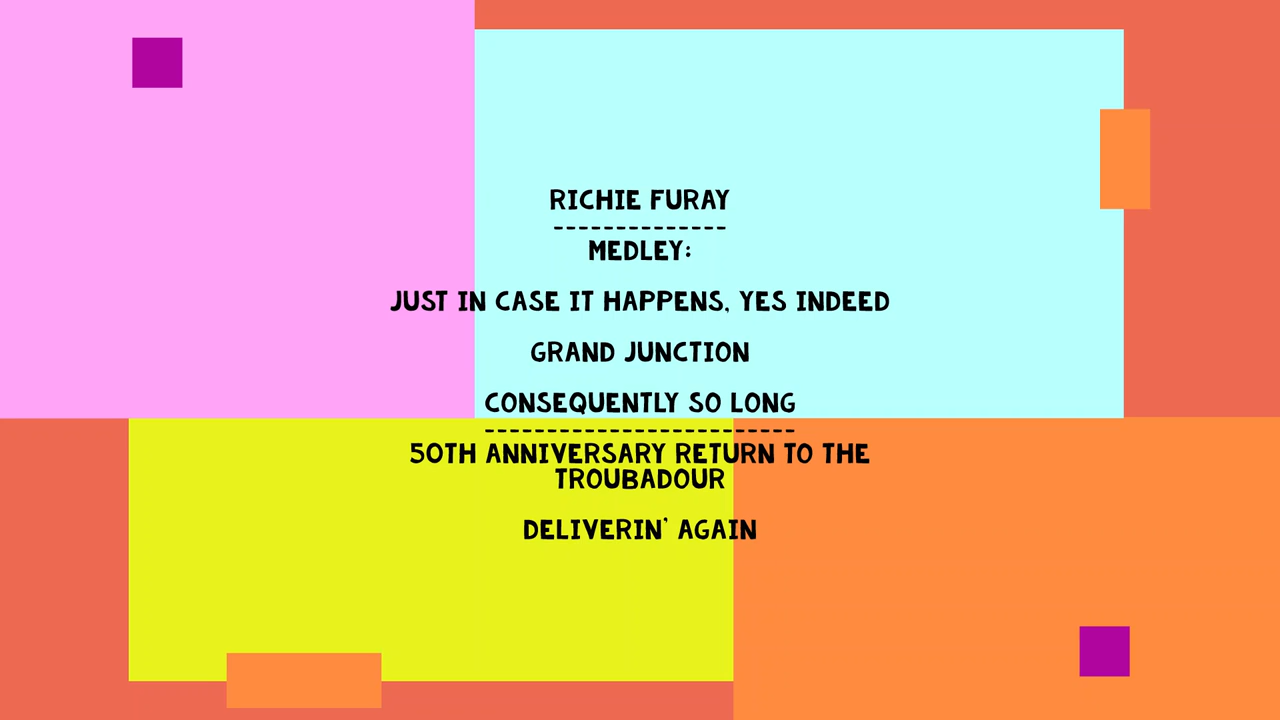 RICHIE FURAY
--------------
MEDLEY:
JUST IN CASE IT HAPPENS, YES INDEED
GRAND JUNCTION
CONSEQUENTLY SO LONG
-------------------------
50TH ANNIVERSARY RETURN TO THE
TROUBADOUR
DELIVERIN' AGAIN